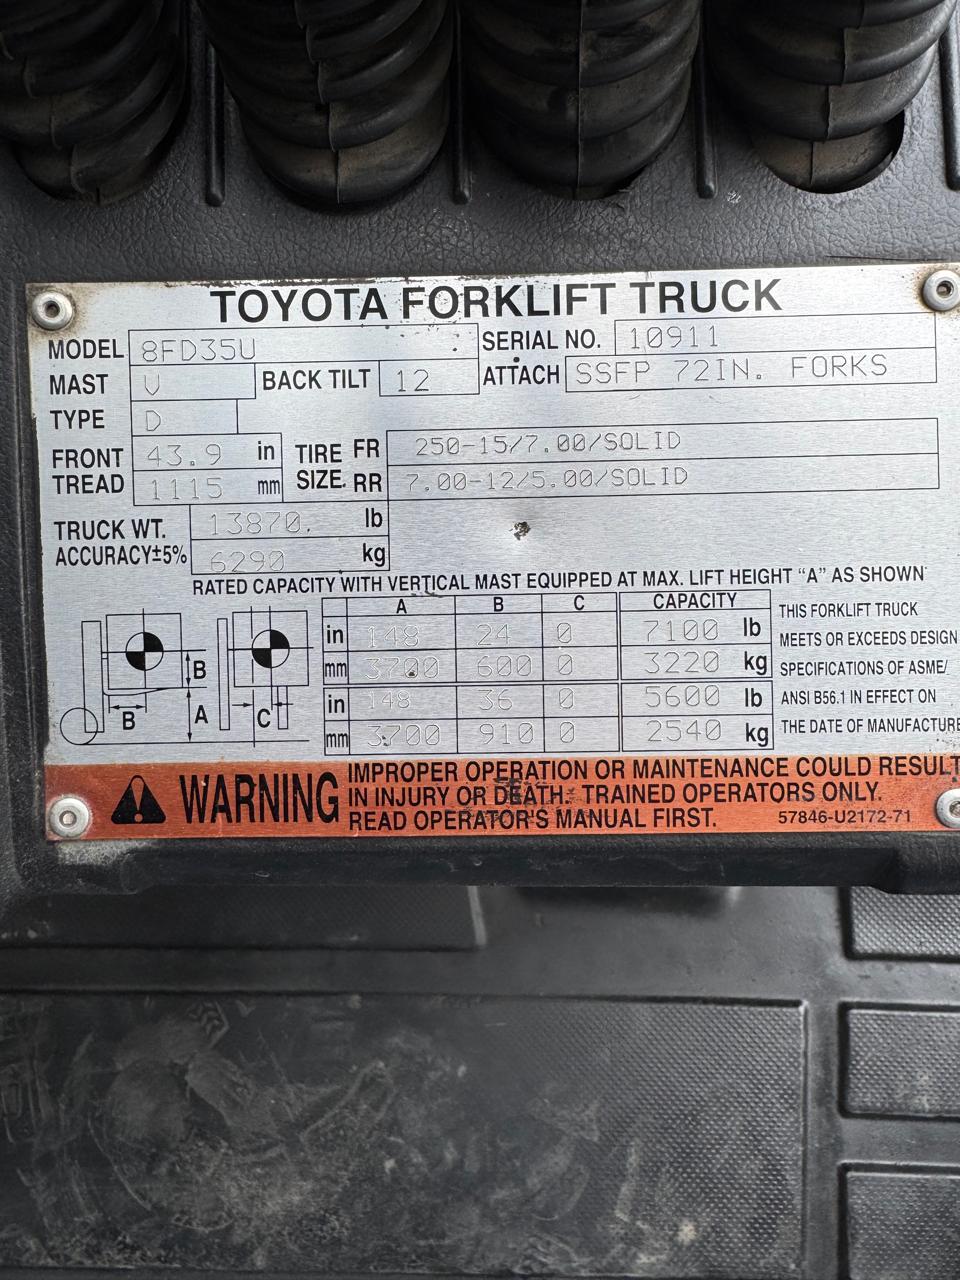 TOYOTA FORKLIFT TRUCK
MODEL 8FD35U SERIAL NO. 10911
MAST V BACK TILT 12 ATTACH SSFP 72IN. FORKS
TYPE D
FRONT TREAD 43.9 in 1115 mm
TIRE SIZE FR 250-15/7.00/SOLID
RR 7.00-12/5.00/SOLID
TRUCK WT. 13870. lb
ACCURACY±5% 6290 kg
RATED CAPACITY WITH VERTICAL MAST EQUIPPED AT MAX. LIFT HEIGHT "A" AS SHOWN
A B C CAPACITY
in 148 24 0 7100 lb
mm 3700 600 0 3220 kg
in 148 36 0 5600 lb
mm 3700 910 0 2540 kg
B B A C
THIS FORKLIFT TRUCK
MEETS OR EXCEEDS DESIGN
SPECIFICATIONS OF ASME/
ANSI B56.1 IN EFFECT ON
THE DATE OF MANUFACTURE
WARNING
IMPROPER OPERATION OR MAINTENANCE COULD RESULT
IN INJURY OR DEATH. TRAINED OPERATORS ONLY.
READ OPERATOR'S MANUAL FIRST.
57846-U2172-71